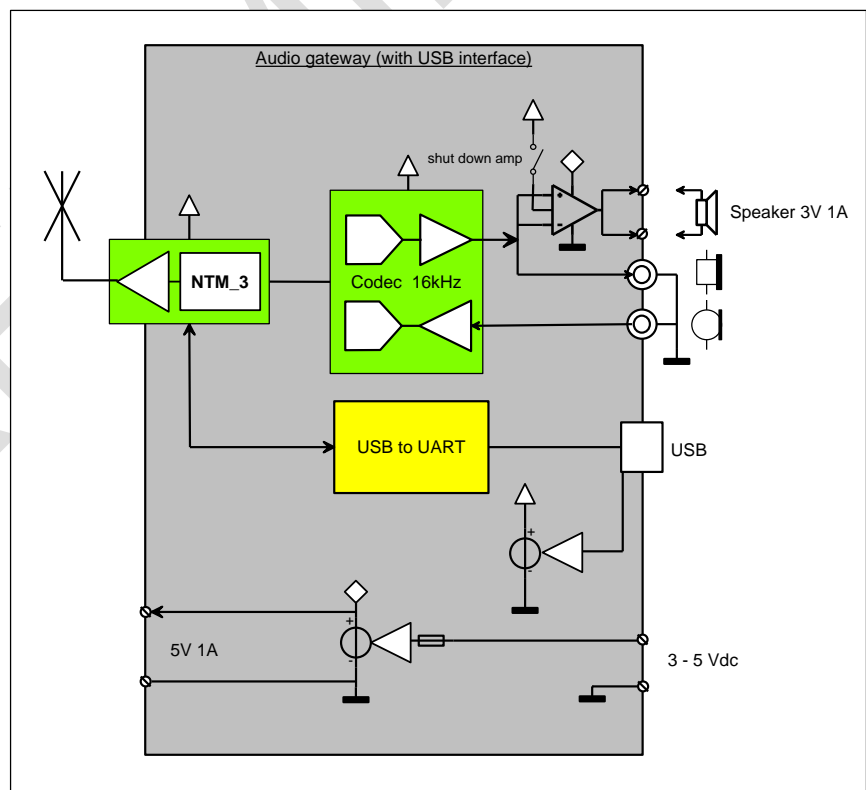 Audio gateway (with USB interface)
shut down amp
Speaker 3V 1A
NTM_3
Codec 16kHz
USB to UART
USB
+
-
+
-
5V 1A
3 - 5 Vdc